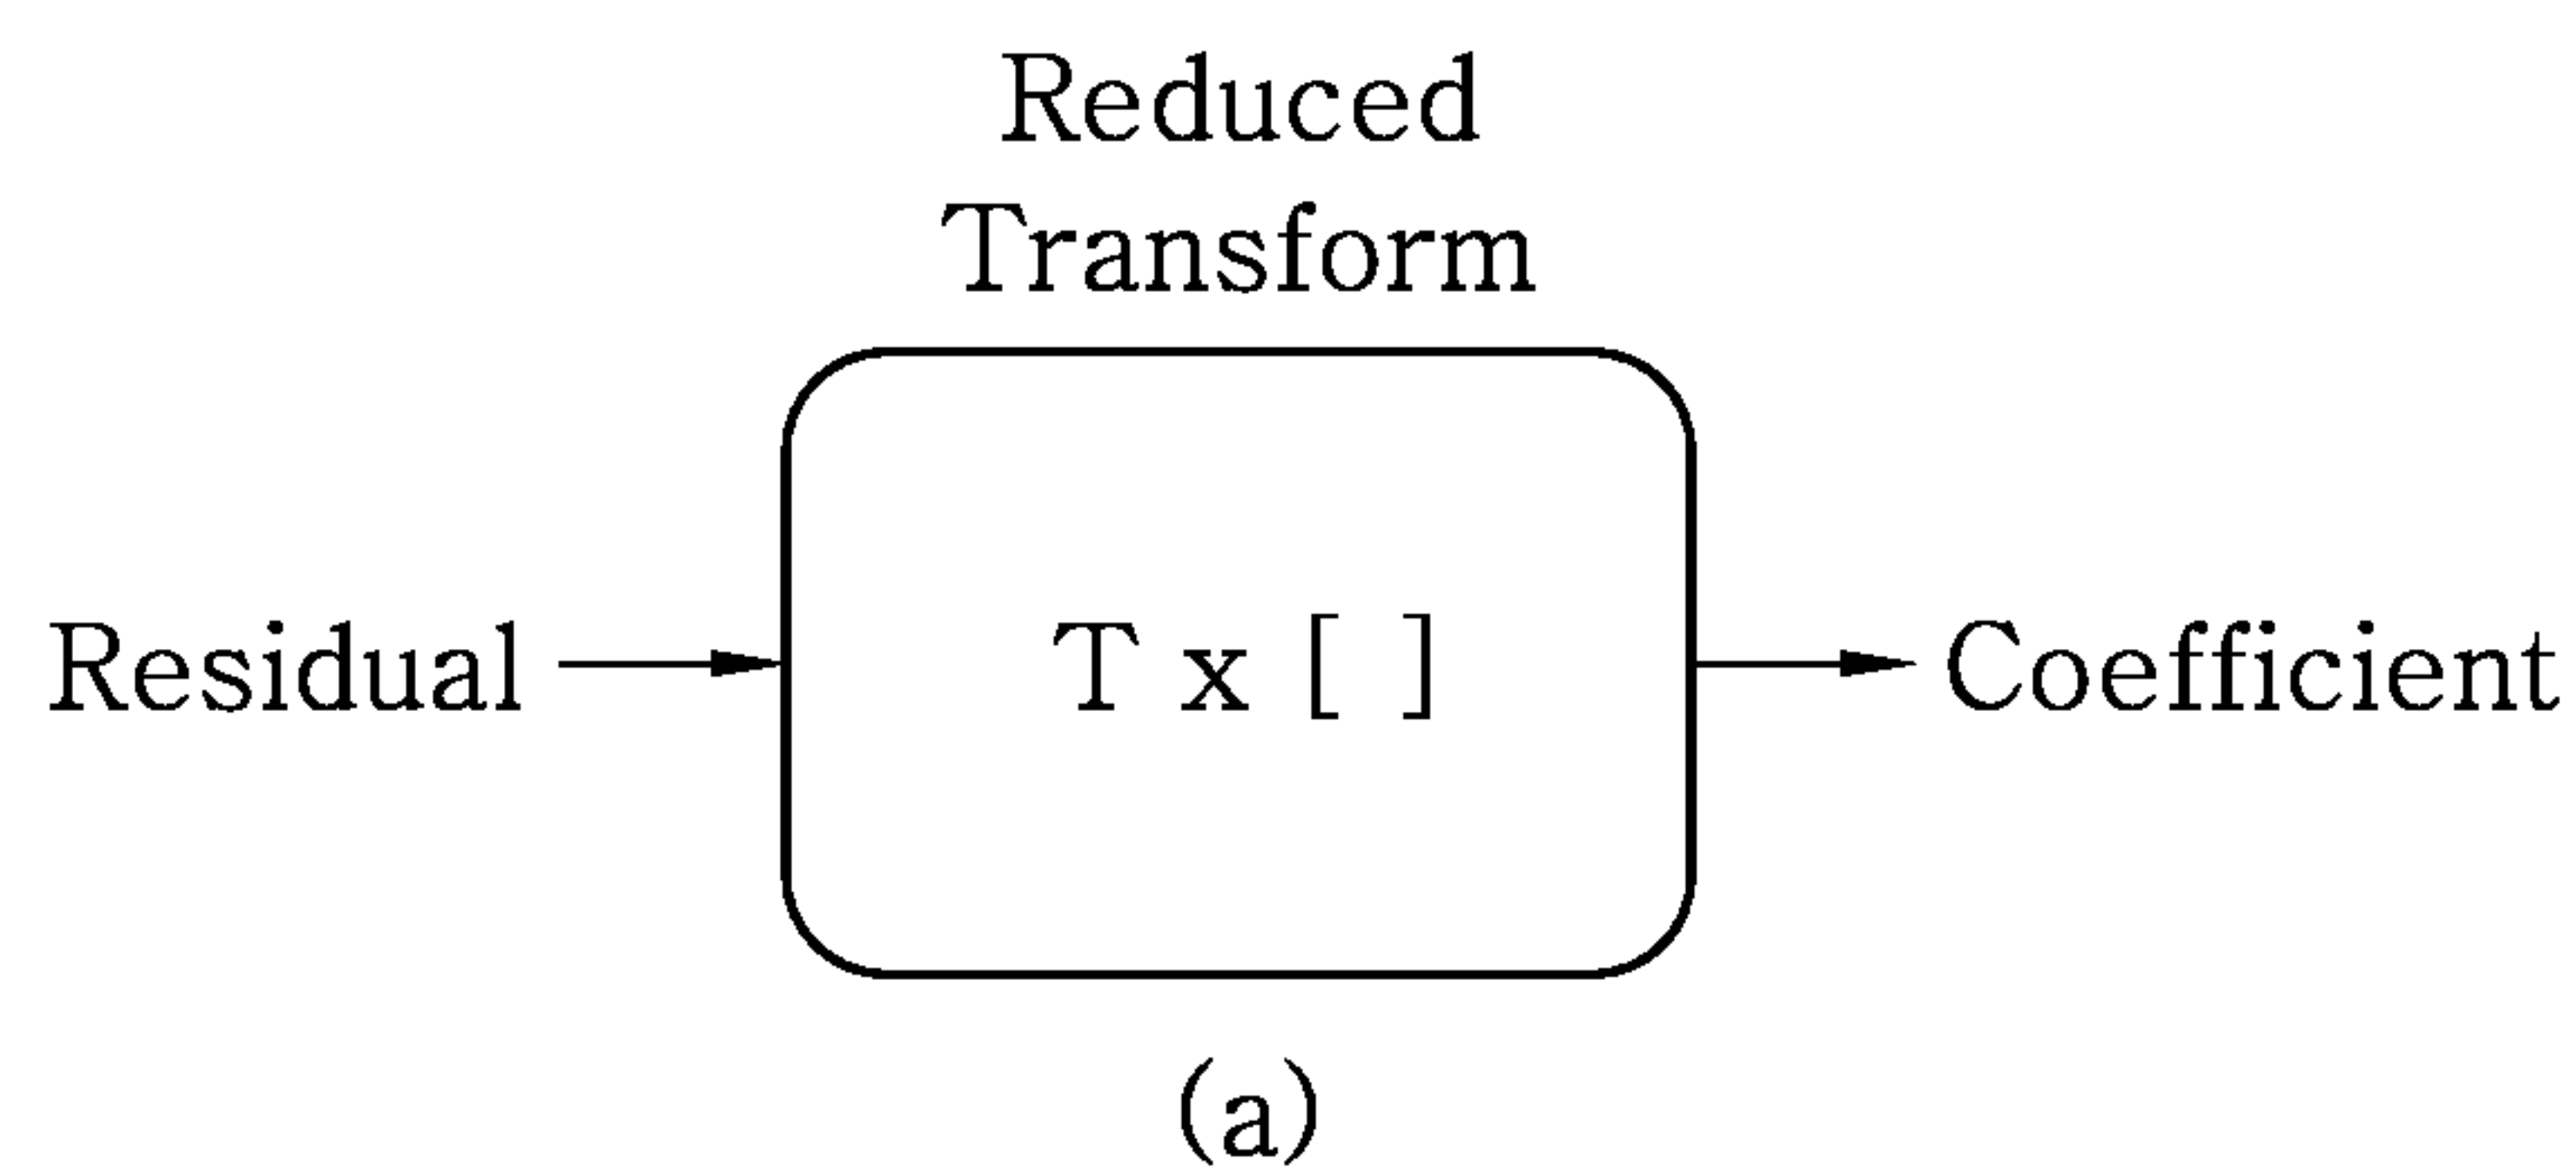 Reduced
Transform
Residual
T x [ ]
Coefficient
(a)